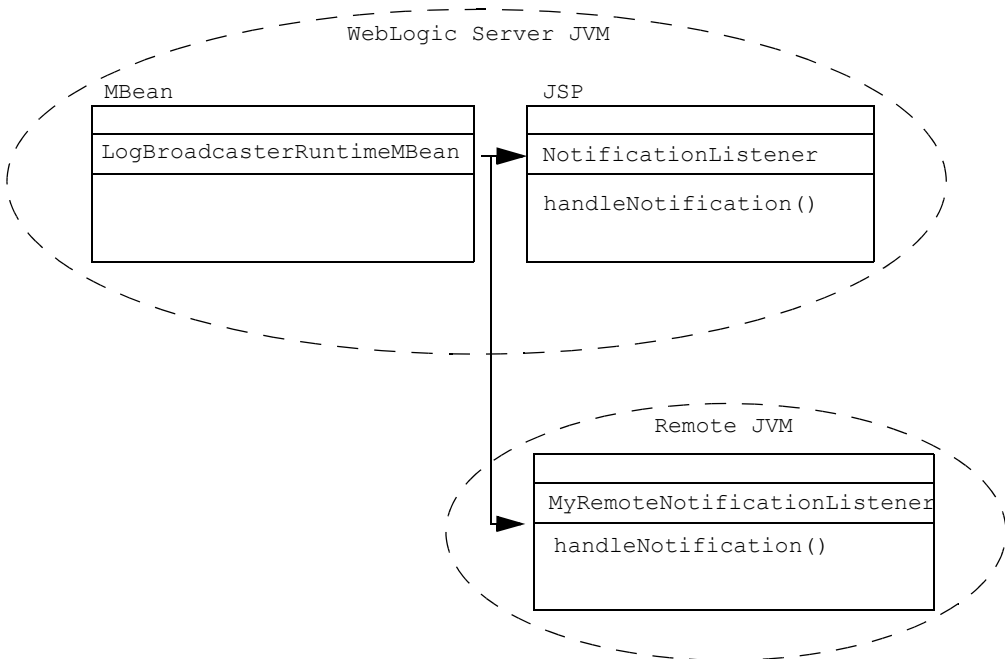 WebLogic Server JVM
MBean
JSP
LogBroadcasterRuntimeMBean
NotificationListener
handleNotification()
Remote JVM
MyRemoteNotificationListener
handleNotification()